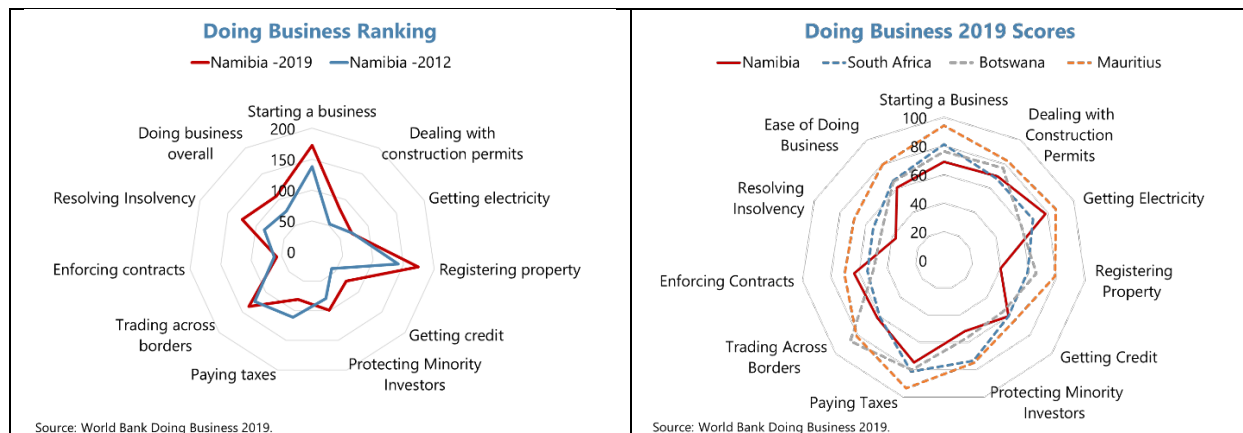 Doing Business Ranking
Namibia -2019
Namibia -2012
Starting a business
200
150
100
50
0
Dealing with
construction permits
Getting electricity
Registering property
Getting credit
Protecting Minority
Investors
Paying taxes
Trading across
borders
Enforcing contracts
Resolving Insolvency
Doing business
overall
Source: World Bank Doing Business 2019.
Doing Business 2019 Scores
Namibia
South Africa
Botswana
Mauritius
Starting a Business
100
80
60
40
20
0
Dealing with
Construction
Permits
Getting Electricity
Registering
Property
Getting Credit
Protecting Minority
Investors
Paying Taxes
Trading Across
Borders
Enforcing Contracts
Resolving
Insolvency
Ease of Doing
Business
Source: World Bank Doing Business 2019.